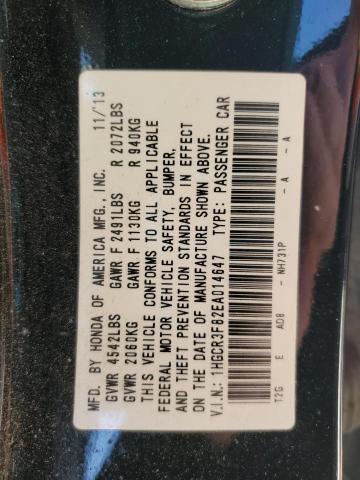 MFD. BY HONDA OF AMERICA MFG., INC. 11/13
GVWR 4542LBS GAWR F 2491LBS R 2072LBS
GVWR 2060KG GAWR F 1130KG R 940KG
THIS VEHICLE CONFORMS TO ALL APPLICABLE
FEDERAL MOTOR VEHICLE SAFETY, BUMPER,
AND THEFT PREVENTION STANDARDS IN EFFECT
ON THE DATE OF MANUFACTURE SHOWN ABOVE.
V.I.N.: 1HGCR3F82EA014647 TYPE: PASSENGER CAR
T2G E AO8 - NH731P - A - A